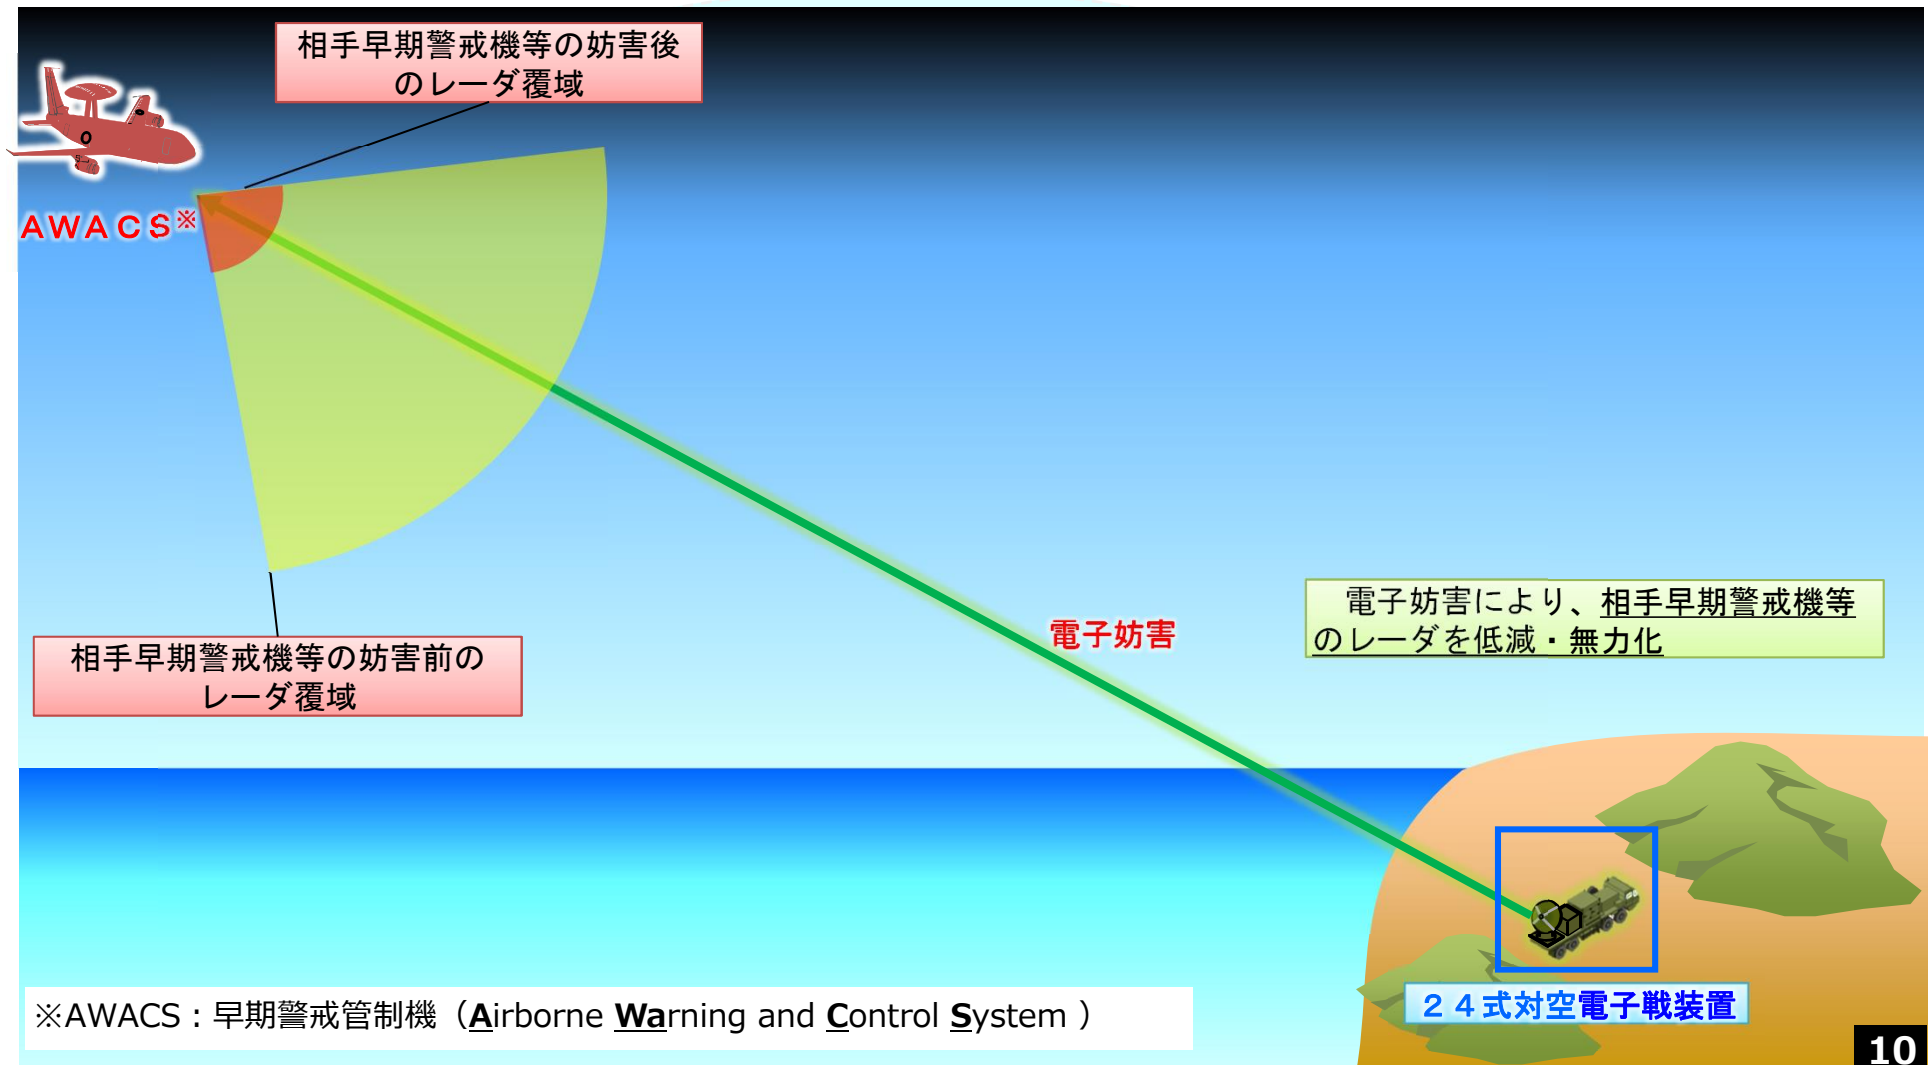 相手早期警戒機等の妨害後
のレーダ覆域
ＡＷＡＣＳ※
電子妨害により、相手早期警戒機等
のレーダを低減・無力化
電子妨害
相手早期警戒機等の妨害前の
レーダ覆域
２４式対空電子戦装置
※AWACS：早期警戒管制機（Airborne Warning and Control System ）
10